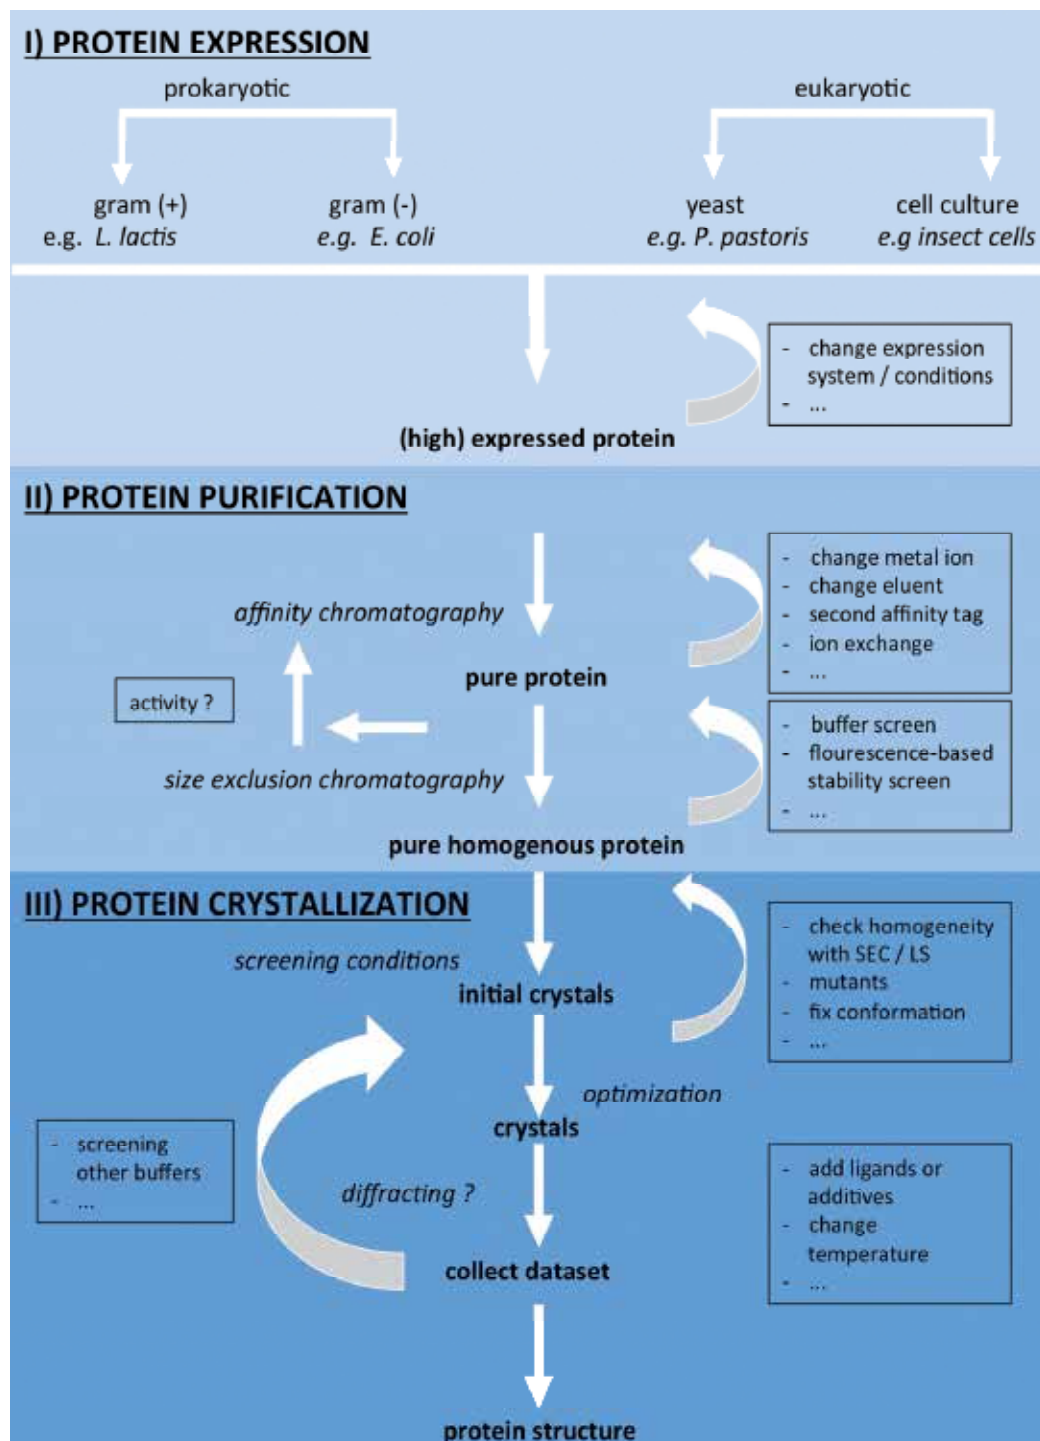 I) PROTEIN EXPRESSION
prokaryotic
eukaryotic
gram (+)
e.g. L. lactis
gram (-)
e.g. E. coli
yeast
e.g. P. pastoris
cell culture
e.g insect cells
- change expression
system / conditions
- ...
(high) expressed protein
II) PROTEIN PURIFICATION
- change metal ion
- change eluent
- second affinity tag
- ion exchange
- ...
affinity chromatography
pure protein
activity ?
- buffer screen
- flourescence-based
stability screen
- ...
size exclusion chromatography
pure homogenous protein
III) PROTEIN CRYSTALLIZATION
- check homogeneity
with SEC / LS
- mutants
- fix conformation
- ...
screening conditions
initial crystals
optimization
crystals
- screening
other buffers
- ...
diffracting ?
- add ligands or
additives
- change
temperature
- ...
collect dataset
protein structure